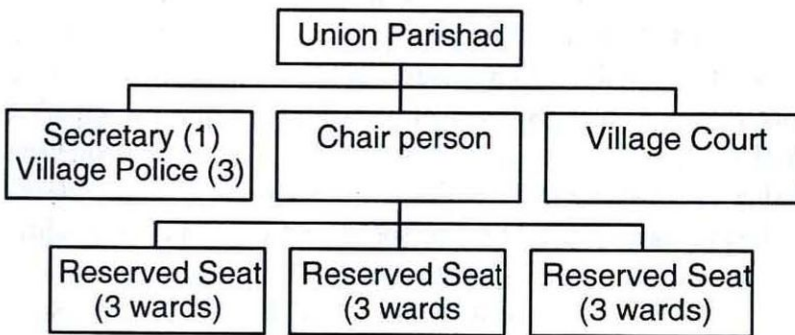 Union Parishad
Secretary (1)
Village Police (3)
Chair person
Village Court
Reserved Seat
(3 wards)
Reserved Seat
(3 wards
Reserved Seat
(3 wards)